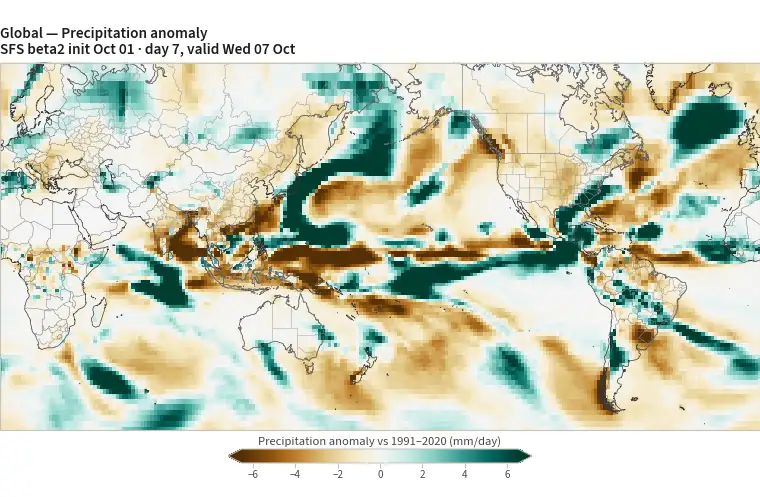 Global — Precipitation anomaly
SFS beta2 init Oct 01 · day 7, valid Wed 07 Oct
Precipitation anomaly vs 1991–2020 (mm/day)
−6 −4 −2 0 2 4 6